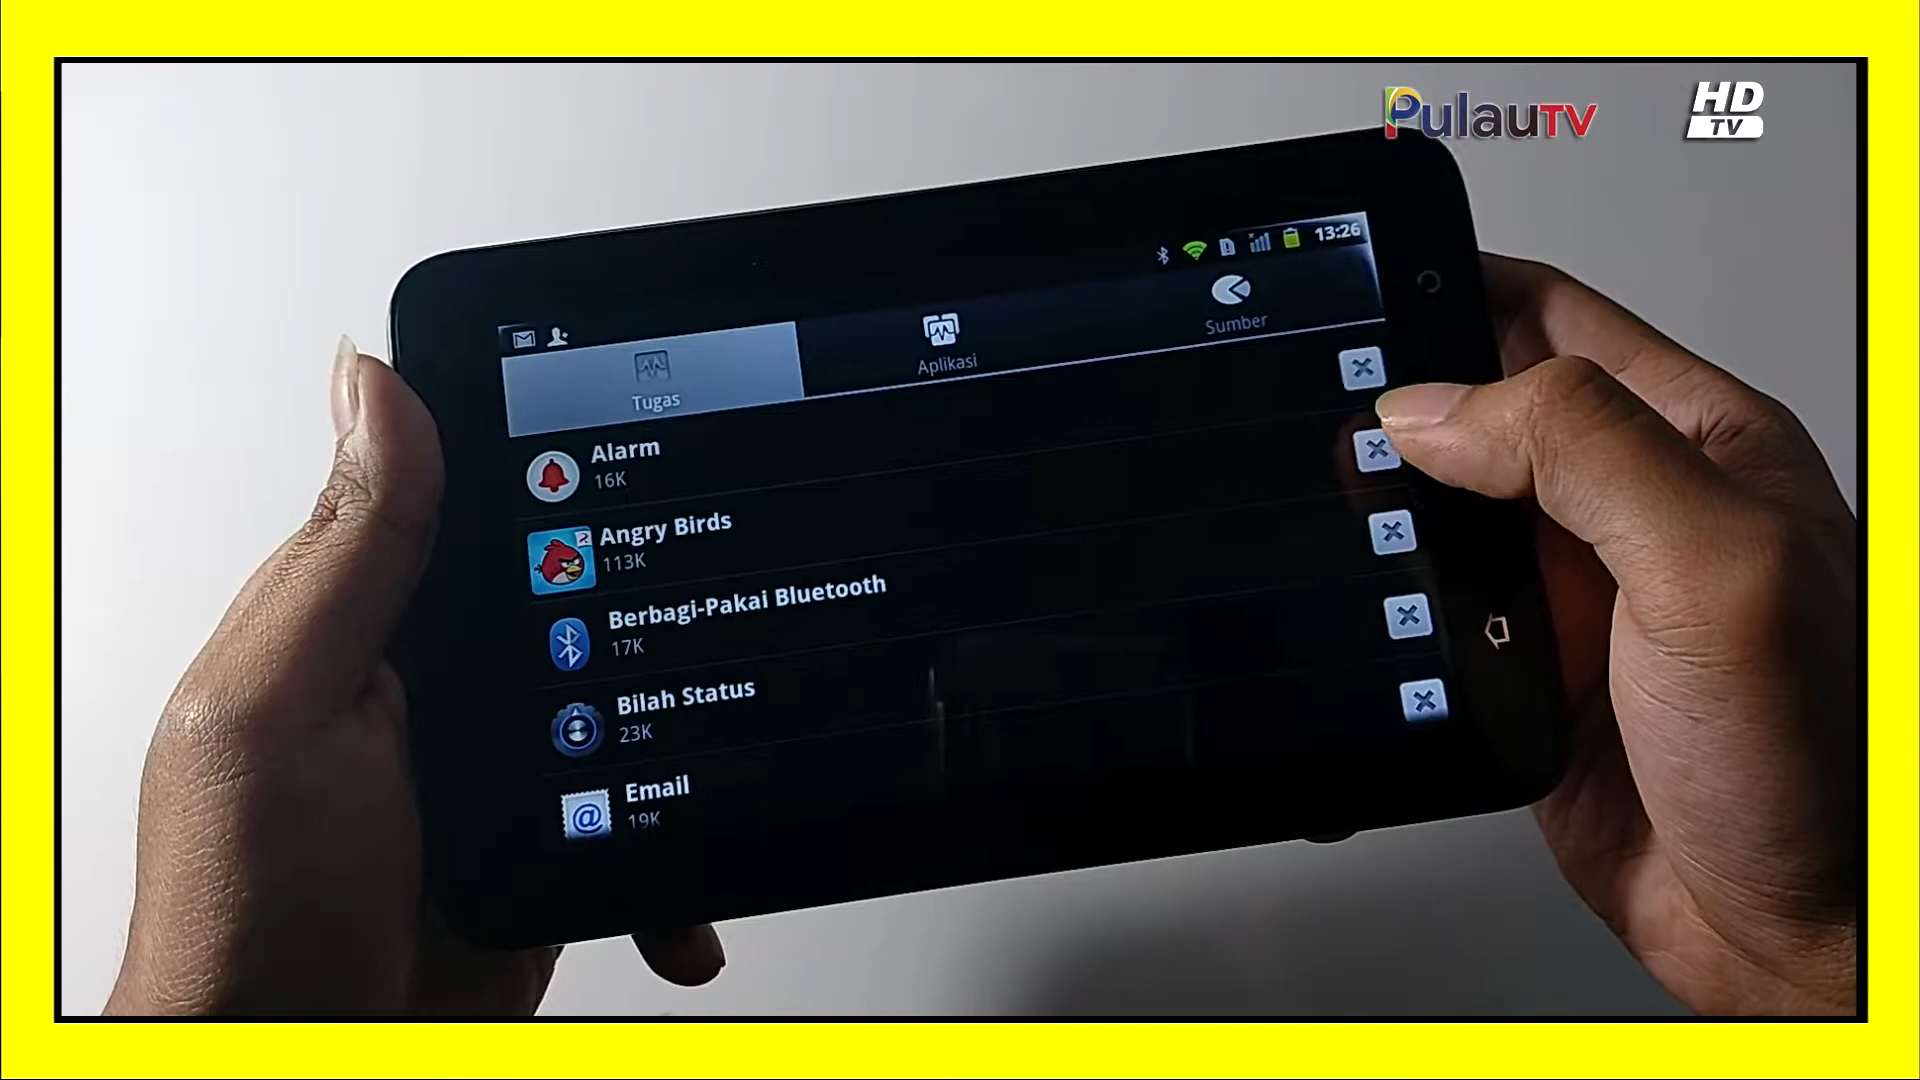 PulauTV
HD
TV
13:26
Tugas
Aplikasi
Sumber
Alarm
16K
Angry Birds
113K
Berbagi-Pakai Bluetooth
17K
Bilah Status
23K
Email
19K